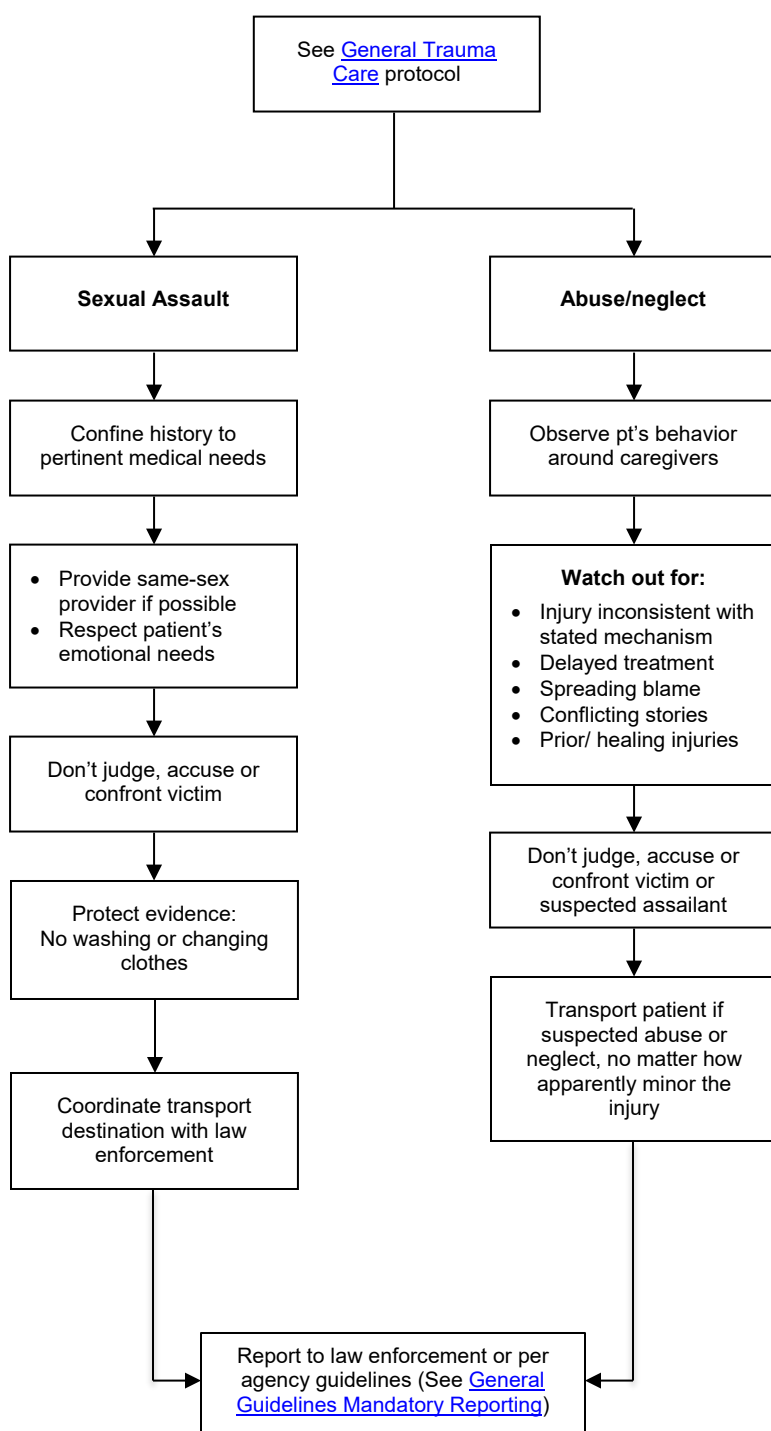 See General Trauma
Care protocol
Sexual Assault
Confine history to
pertinent medical needs
• Provide same-sex
provider if possible
• Respect patient's
emotional needs
Don't judge, accuse or
confront victim
Protect evidence:
No washing or changing
clothes
Coordinate transport
destination with law
enforcement
Abuse/neglect
Observe pt's behavior
around caregivers
Watch out for:
• Injury inconsistent with
stated mechanism
• Delayed treatment
• Spreading blame
• Conflicting stories
• Prior/ healing injuries
Don't judge, accuse or
confront victim or
suspected assailant
Transport patient if
suspected abuse or
neglect, no matter how
apparently minor the
injury
Report to law enforcement or per
agency guidelines (See General
Guidelines Mandatory Reporting)